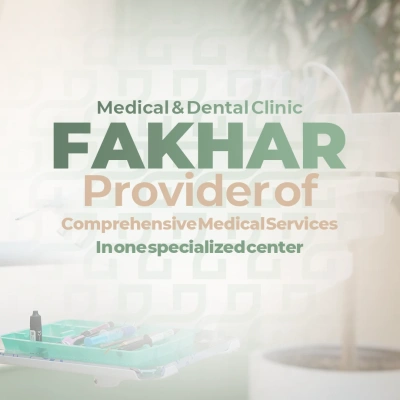 Medical & Dental Clinic
FAKHAR
Provider of
Comprehensive Medical Services
In one specialized center